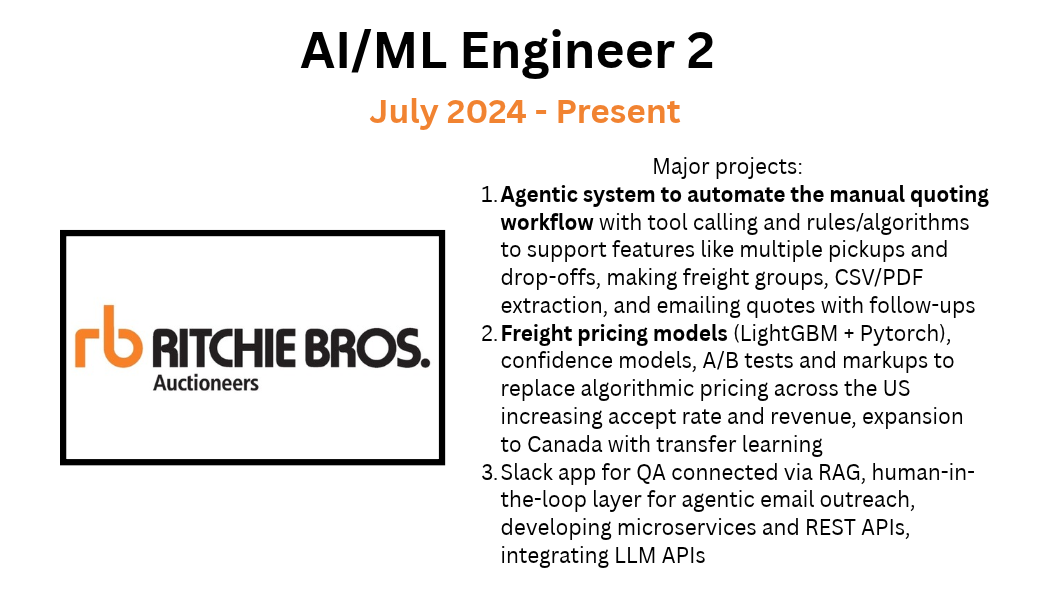 AI/ML Engineer 2
July 2024 - Present
rb RITCHIE BROS.
Auctioneers
Major projects:
1. Agentic system to automate the manual quoting
workflow with tool calling and rules/algorithms
to support features like multiple pickups and
drop-offs, making freight groups, CSV/PDF
extraction, and emailing quotes with follow-ups
2. Freight pricing models (LightGBM + Pytorch),
confidence models, A/B tests and markups to
replace algorithmic pricing across the US
increasing accept rate and revenue, expansion
to Canada with transfer learning
3. Slack app for QA connected via RAG, human-in-
the-loop layer for agentic email outreach,
developing microservices and REST APIs,
integrating LLM APIs